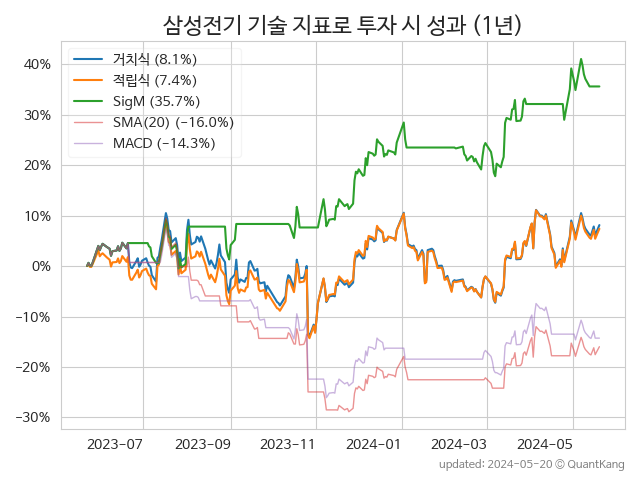 삼성전기 기술 지표로 투자 시 성과 (1년)
거치식 (8.1%)
적립식 (7.4%)
SigM (35.7%)
SMA(20) (−16.0%)
MACD (−14.3%)
40%
30%
20%
10%
0%
−10%
−20%
−30%
2023−07 2023−09 2023−11 2024−01 2024−03 2024−05
updated: 2024-05-20 © QuantKang